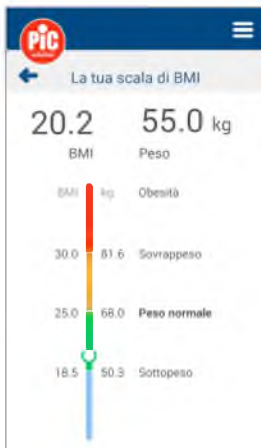 PiC
La tua scala di BMI
20.2 55.0 kg
BMI Peso
BMI kg Obesità
30.0 81.6 Sovrappeso
25.0 68.0 Peso normale
18.5 50.3 Sottopeso